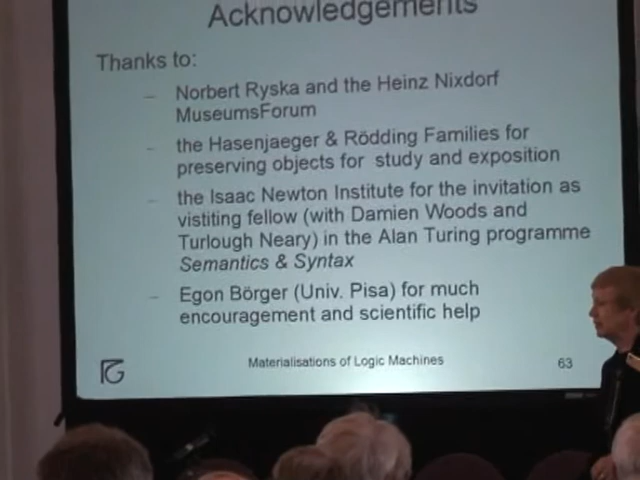 Acknowledgements
Thanks to:
– Norbert Ryska and the Heinz Nixdorf
MuseumsForum
– the Hasenjaeger & Rödding Families for
preserving objects for study and exposition
– the Isaac Newton Institute for the invitation as
vistiting fellow (with Damien Woods and
Turlough Neary) in the Alan Turing programme
Semantics & Syntax
– Egon Börger (Univ. Pisa) for much
encouragement and scientific help
Materialisations of Logic Machines 63